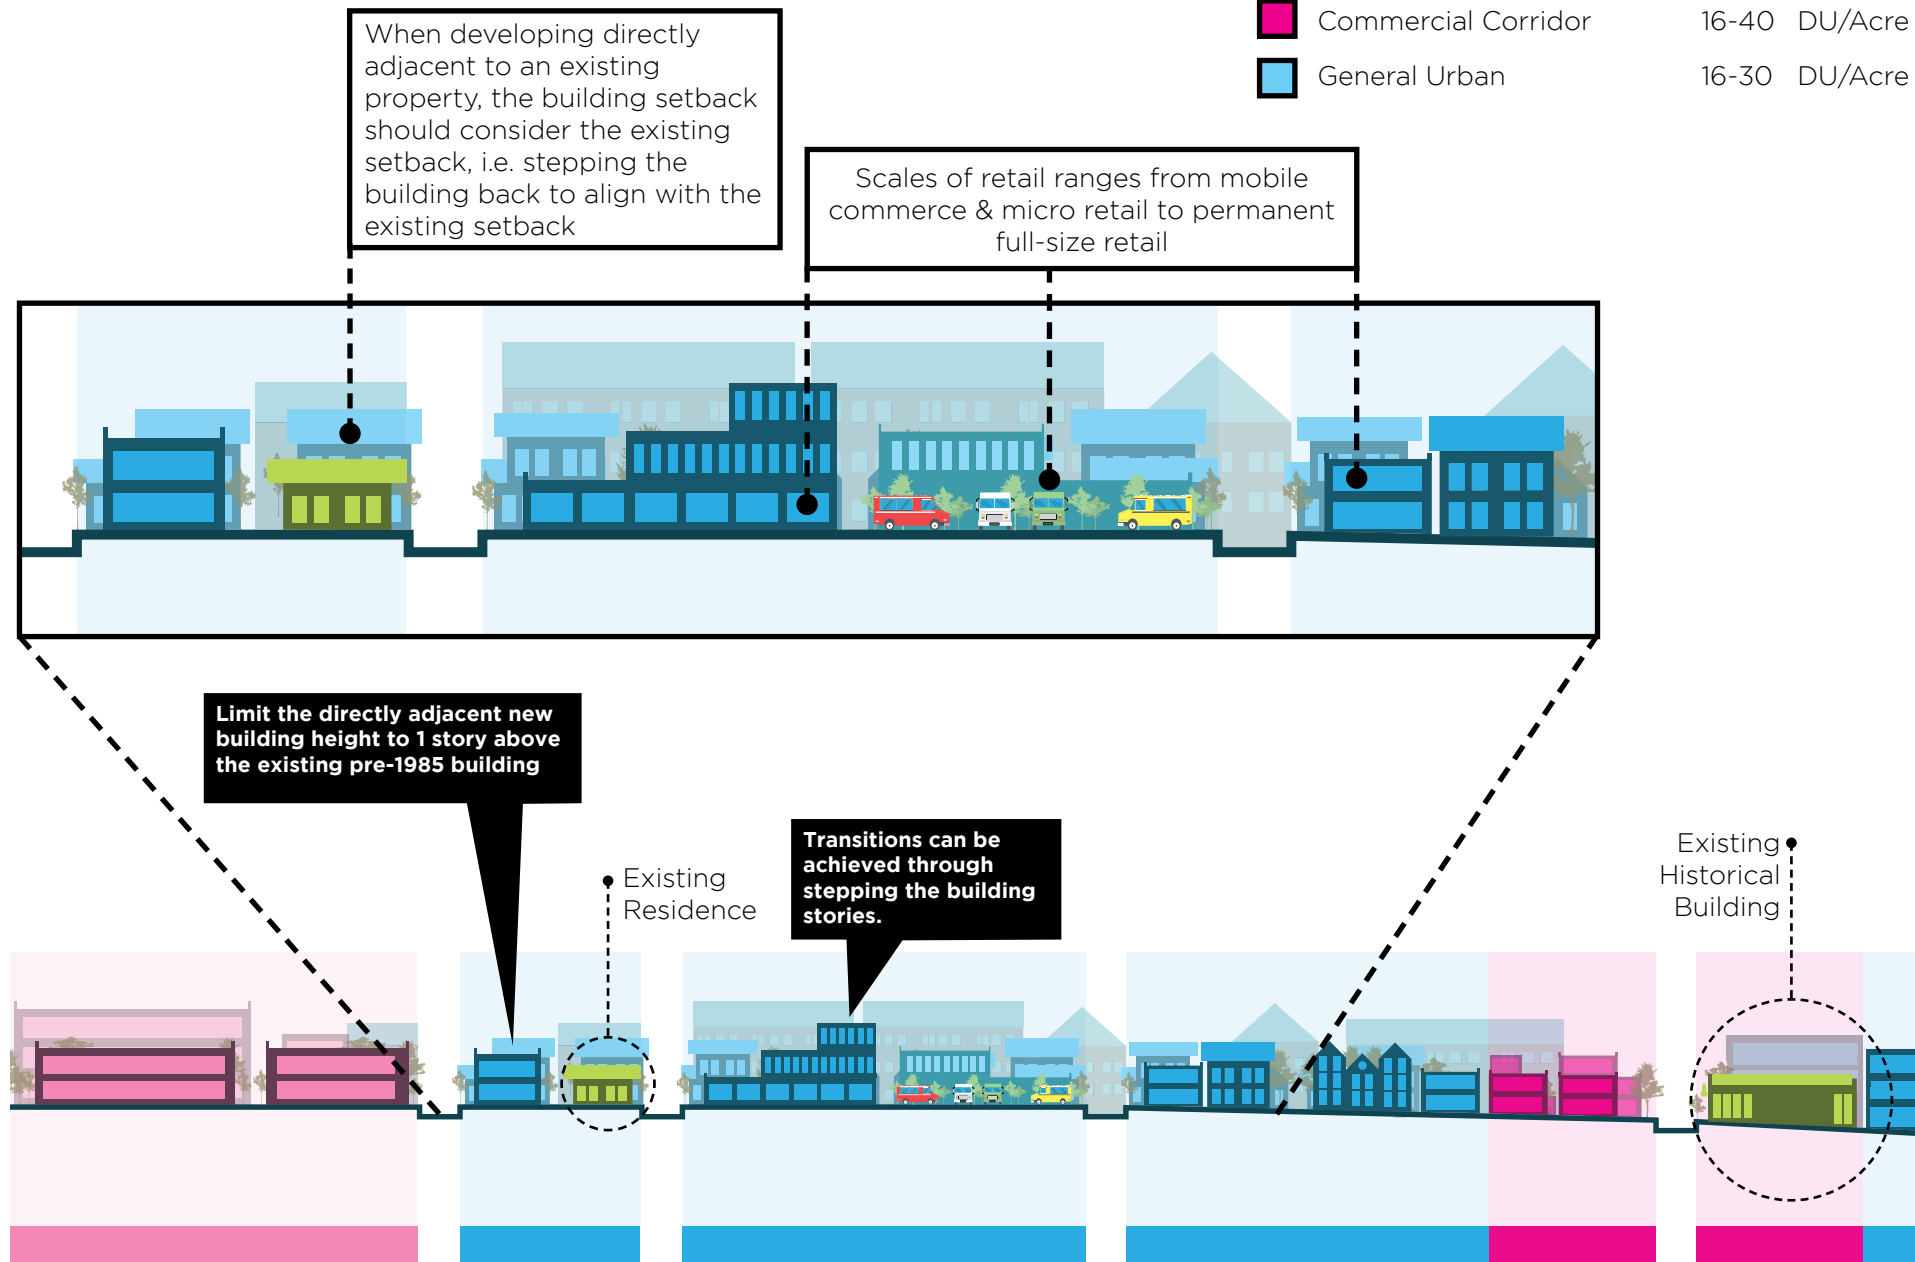 Commercial Corridor 16-40 DU/Acre
General Urban 16-30 DU/Acre
When developing directly
adjacent to an existing
property, the building setback
should consider the existing
setback, i.e. stepping the
building back to align with the
existing setback
Scales of retail ranges from mobile
commerce & micro retail to permanent
full-size retail
Limit the directly adjacent new
building height to 1 story above
the existing pre-1985 building
Existing
Residence
Transitions can be
achieved through
stepping the building
stories.
Existing
Historical
Building